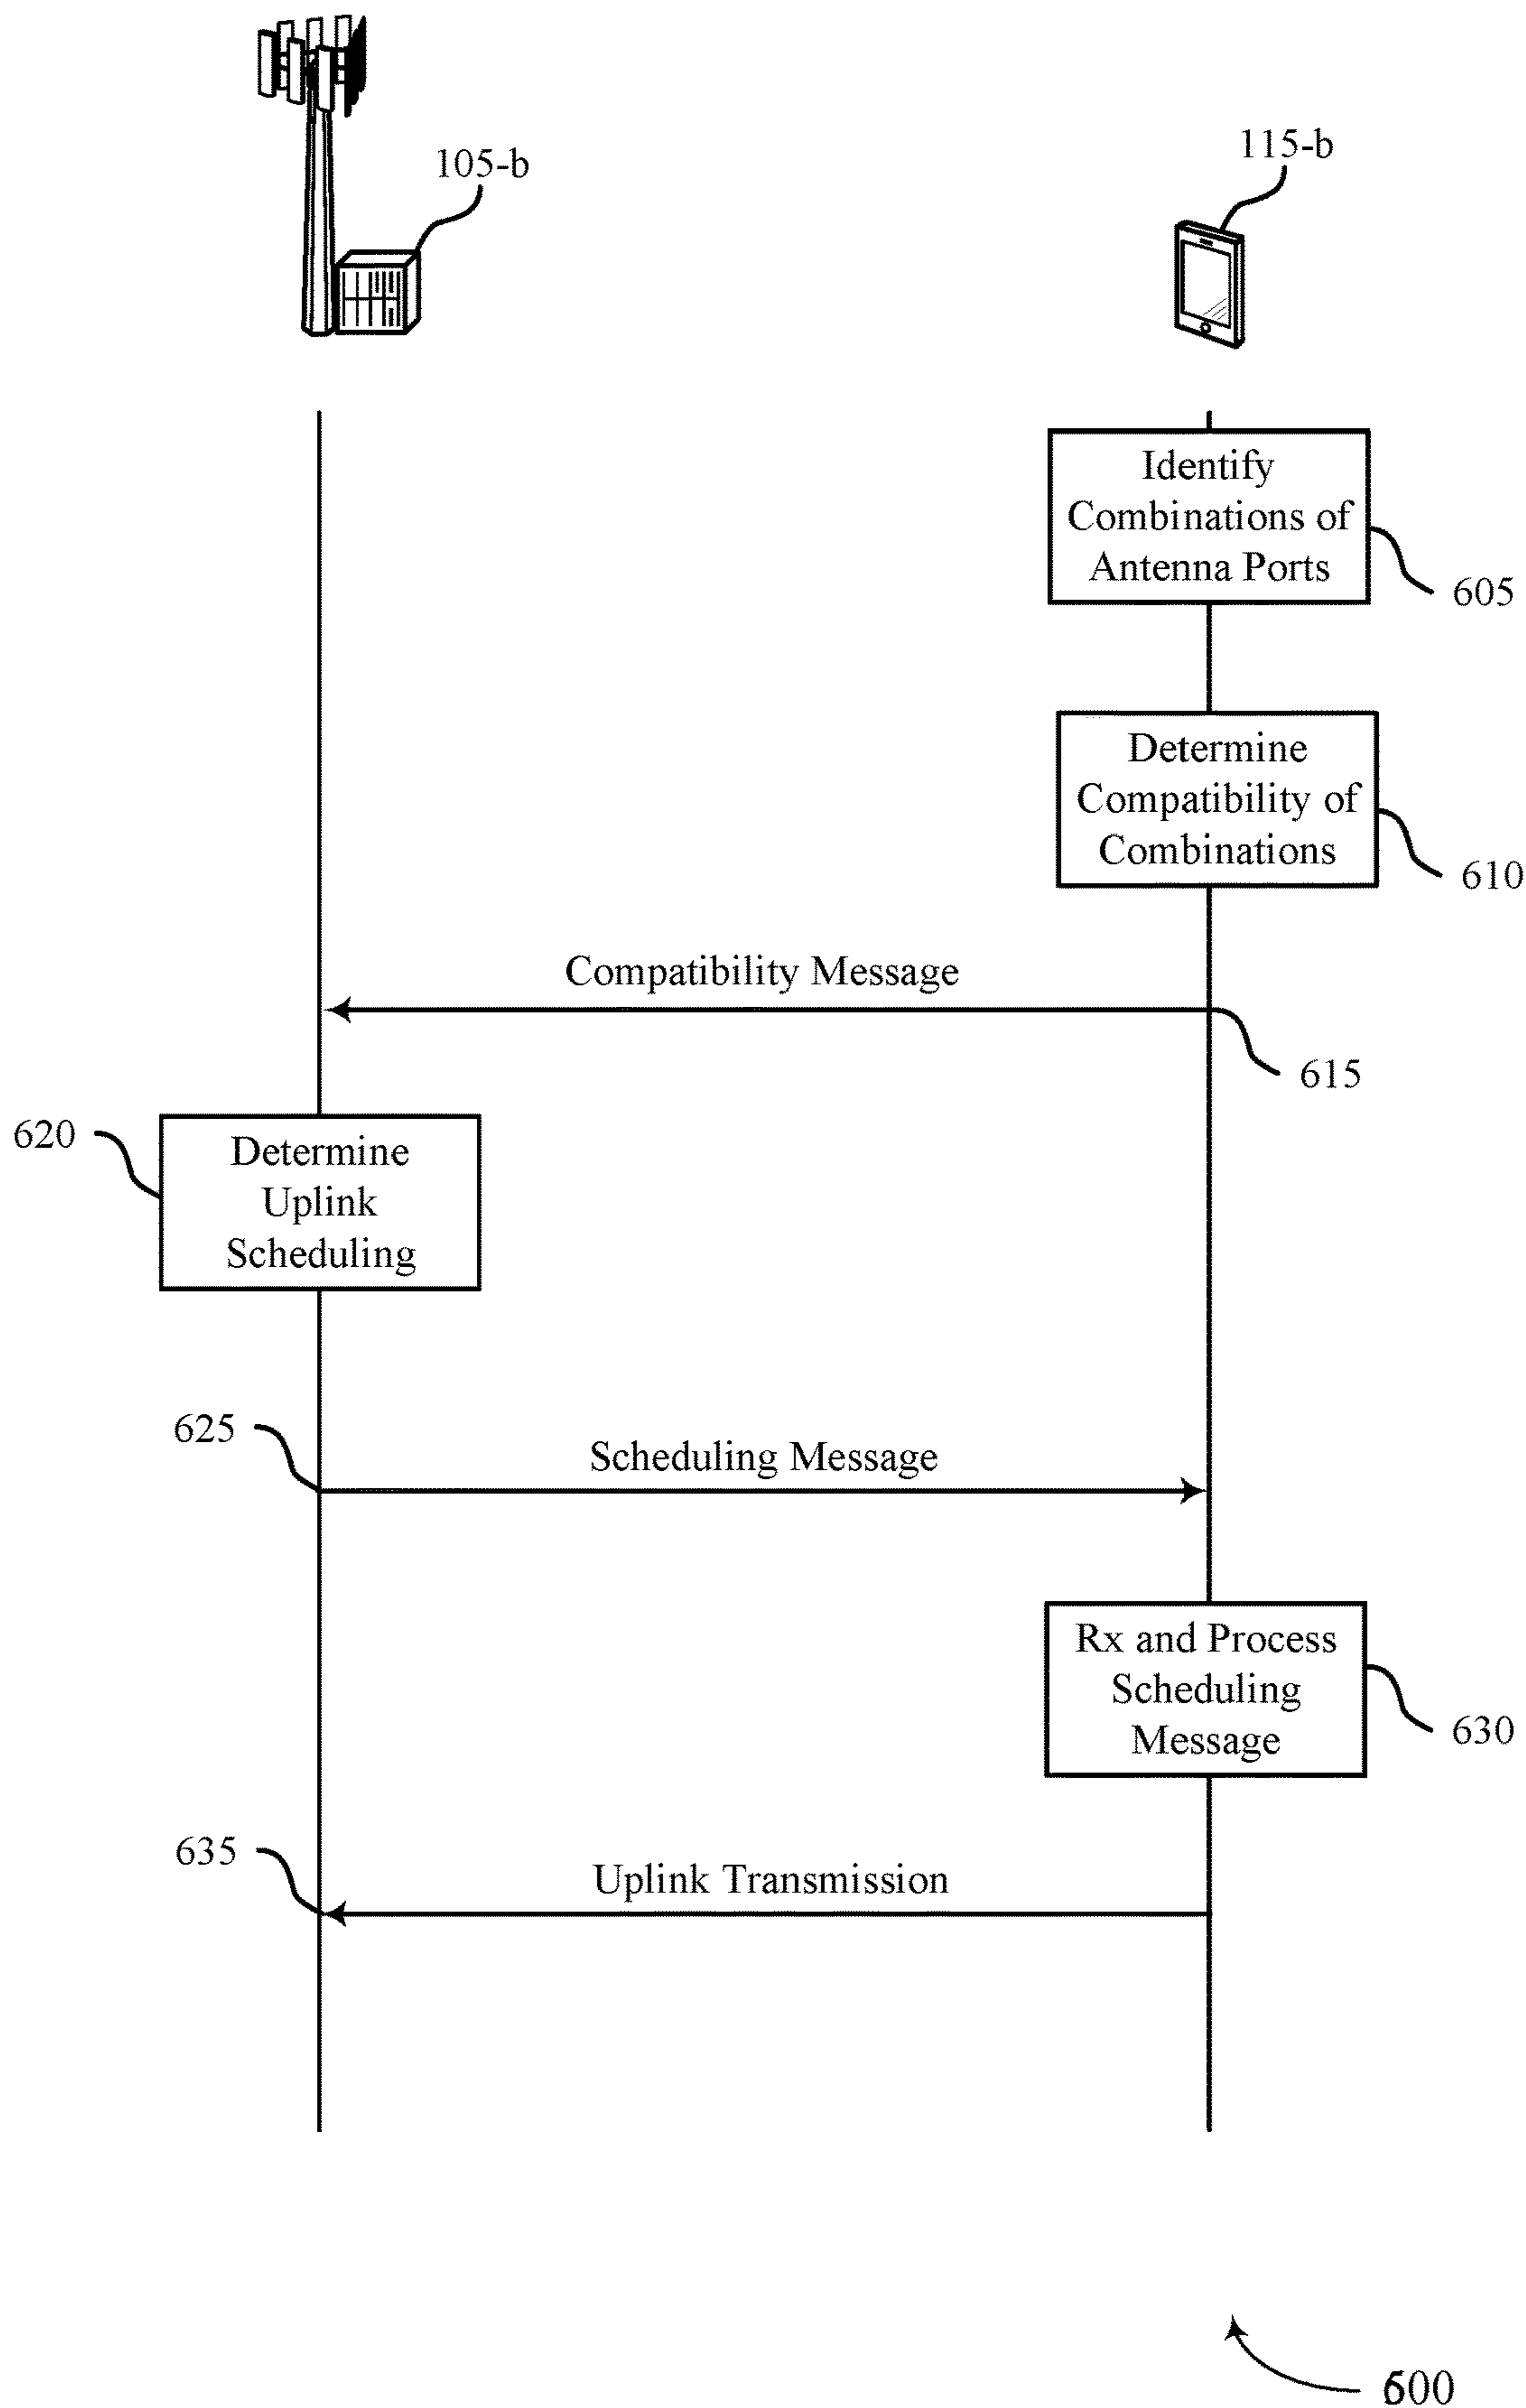 105-b
115-b
Identify
Combinations of
Antenna Ports
605
Determine
Compatibility of
Combinations
610
Compatibility Message
615
620
Determine
Uplink
Scheduling
625
Scheduling Message
Rx and Process
Scheduling
Message
630
635
Uplink Transmission
600